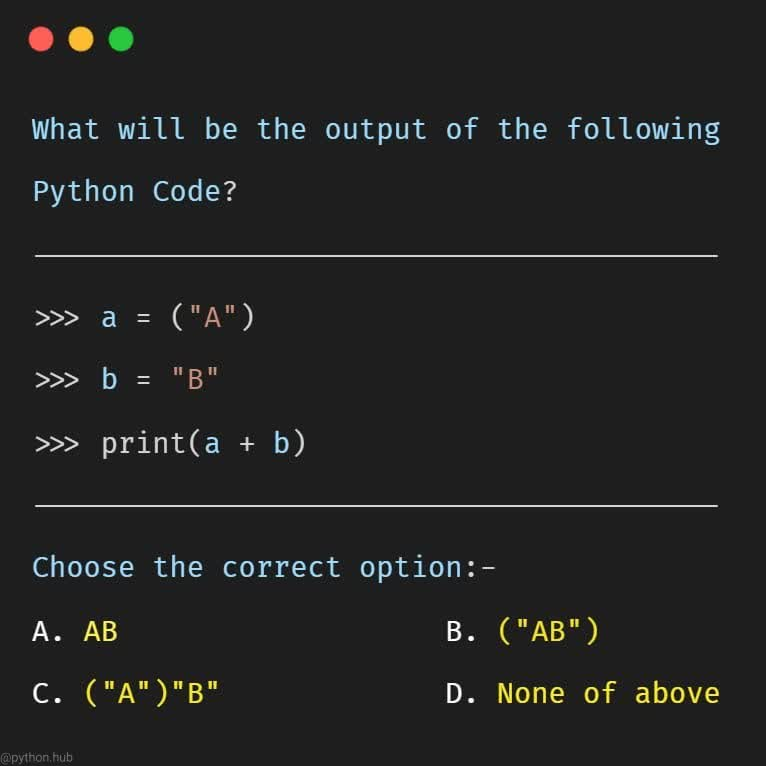 What will be the output of the following
Python Code?
>>> a = ("A")
>>> b = "B"
>>> print(a + b)
Choose the correct option:-
A. AB B. ("AB")
C. ("A")"B" D. None of above
@python.hub